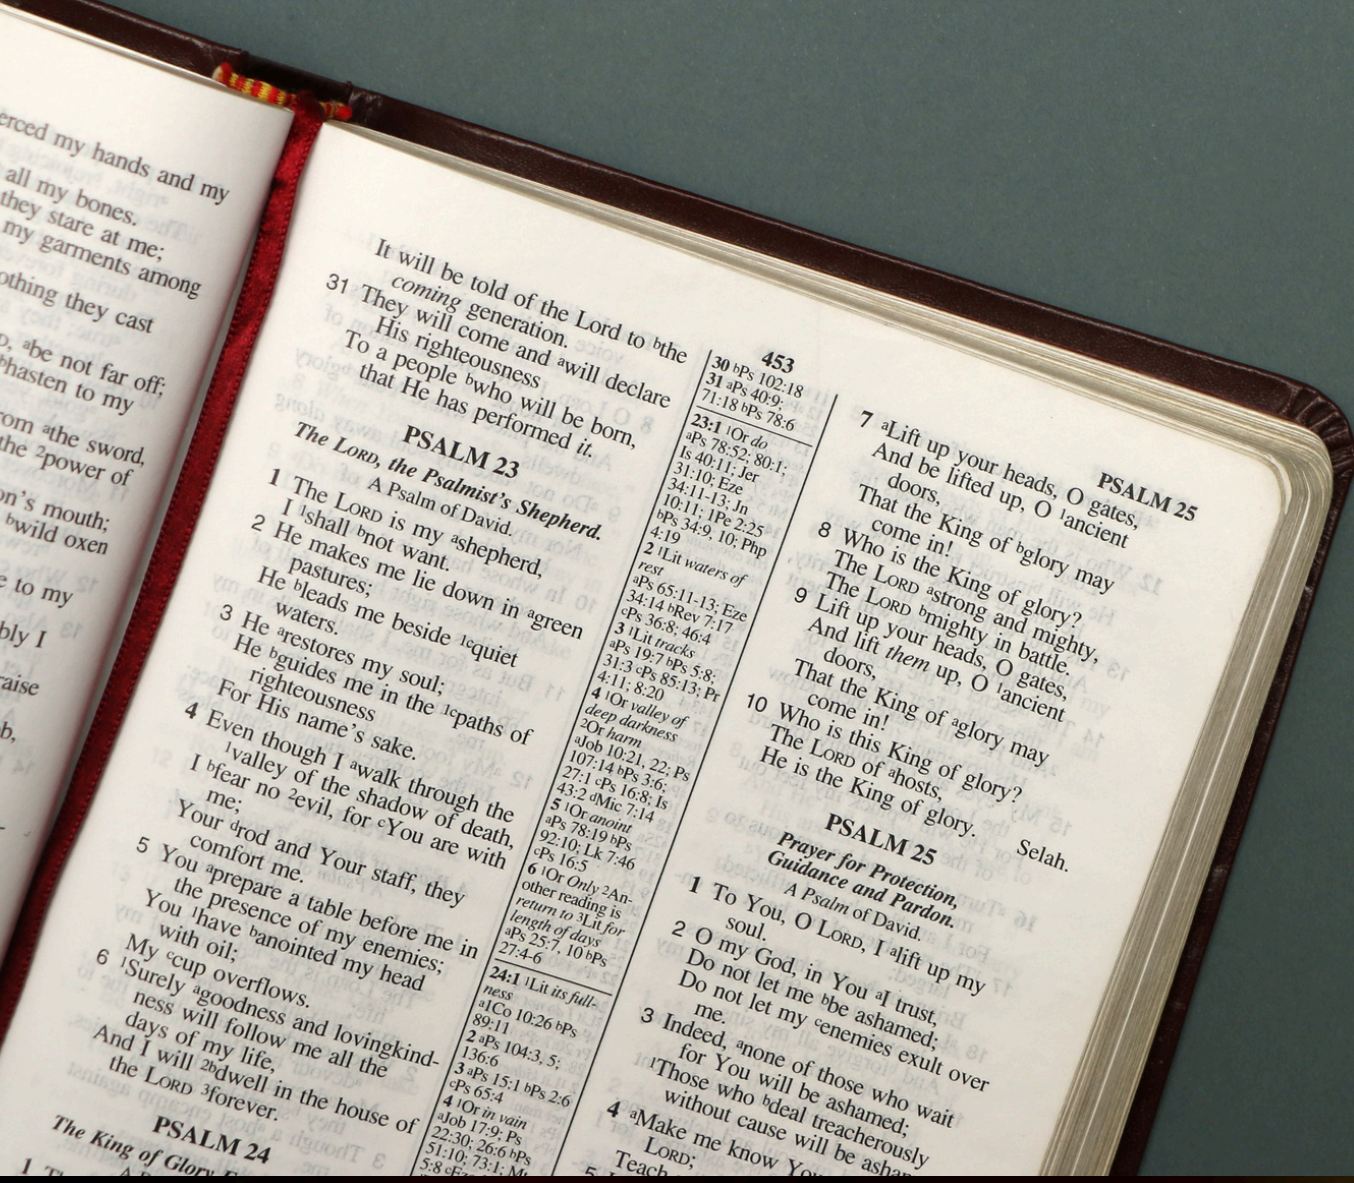 erced my hands and my
all my bones.
they stare at me;
my garments among
othing they cast
D, ᵃbe not far off;
ᵇhasten to my
rom ᵃthe sword,
the ²power of
on's mouth;
ᵇwild oxen
e to my
bly I
raise
b,
It will be told of the Lord to ᵇthe
coming generation.
31 They will come and ᵃwill declare
His righteousness
To a people ᵇwho will be born,
that He has performed it.
PSALM 23
The LORD, the Psalmist's Shepherd.
A Psalm of David.
1 The LORD is my ᵃshepherd,
I ¹shall ᵇnot want.
2 He makes me lie down in ᵃgreen
pastures;
He ᵇleads me beside ¹ᶜquiet
waters.
3 He ᵃrestores my soul;
He ᵇguides me in the ¹ᶜpaths of
righteousness
For His name's sake.
4 Even though I ᵃwalk through the
¹valley of the shadow of death,
I ᵇfear no ²evil, for ᶜYou are with
me;
Your ᵈrod and Your staff, they
comfort me.
5 You ᵃprepare a table before me in
the presence of my enemies;
You ¹have ᵇanointed my head
with oil;
My ᶜcup overflows.
6 ¹Surely ᵃgoodness and lovingkind-
ness will follow me all the
days of my life,
And I will ²ᵇdwell in the house of
the LORD ³forever.
PSALM 24
The King of Glory
1
453
30 ᵇPs 102:18
31 ᵃPs 40:9;
71:18 ᵇPs 78:6
23:1 ¹Or do
ᵃPs 78:52; 80:1;
Is 40:11; Jer
31:10; Eze
34:11-13; Jn
10:11; 1Pe 2:25
ᵇPs 34:9, 10; Php
4:19
2 ¹Lit waters of
rest
ᵃPs 65:11-13; Eze
34:14 ᵇRev 7:17
ᶜPs 36:8; 46:4
3 ¹Lit tracks
ᵃPs 19:7 ᵇPs 5:8;
31:3 ᶜPs 85:13; Pr
4:11; 8:20
4 ¹Or valley of
deep darkness
²Or harm
ᵃJob 10:21, 22; Ps
107:14 ᵇPs 3:6;
27:1 ᶜPs 16:8; Is
43:2 ᵈMic 7:14
5 ¹Or anoint
ᵃPs 78:19 ᵇPs
92:10; Lk 7:46
ᶜPs 16:5
6 ¹Or Only ²An-
other reading is
return to ³Lit for
length of days
ᵃPs 25:7, 10 ᵇPs
27:4-6
24:1 ¹Lit its full-
ness
ᵃ1Co 10:26 ᵇPs
89:11
2 ᵃPs 104:3, 5;
136:6
3 ᵃPs 15:1 ᵇPs 2:6
ᶜPs 65:4
4 ¹Or in vain
ᵃJob 17:9; Ps
22:30; 26:6 ᵇPs
51:10; 73:1;
5:8
PSALM 25
7 ᵃLift up your heads, O gates,
And be lifted up, O ¹ancient
doors,
That the King of ᵇglory may
come in!
8 Who is the King of glory?
The LORD ᵃstrong and mighty,
The LORD ᵇmighty in battle.
9 Lift up your heads, O gates,
And lift them up, O ¹ancient
doors,
That the King of ᵃglory may
come in!
10 Who is this King of glory?
The LORD of ᵃhosts,
He is the King of glory.
Selah.
PSALM 25
Prayer for Protection,
Guidance and Pardon.
A Psalm of David.
1 To You, O LORD, I ᵃlift up my
soul.
2 O my God, in You ᵃI trust,
Do not let me ᵇbe ashamed;
Do not let my ᶜenemies exult over
me.
3 Indeed, ᵃnone of those who wait
for You will be ashamed;
¹Those who ᵇdeal treacherously
without cause will be asha
4 ᵃMake me know You
LORD;
Teach
5